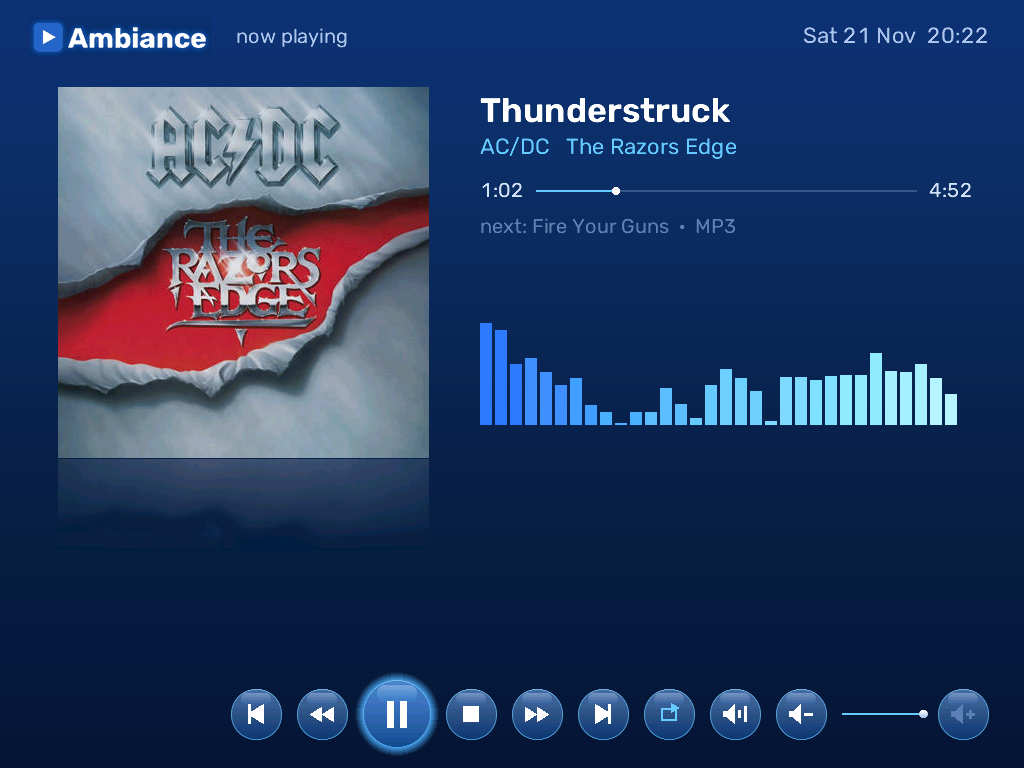 Ambiance now playing
Sat 21 Nov 20:22
AC/DC
THE
RAZORS
EDGE
Thunderstruck
AC/DC The Razors Edge
1:02 4:52
next: Fire Your Guns • MP3